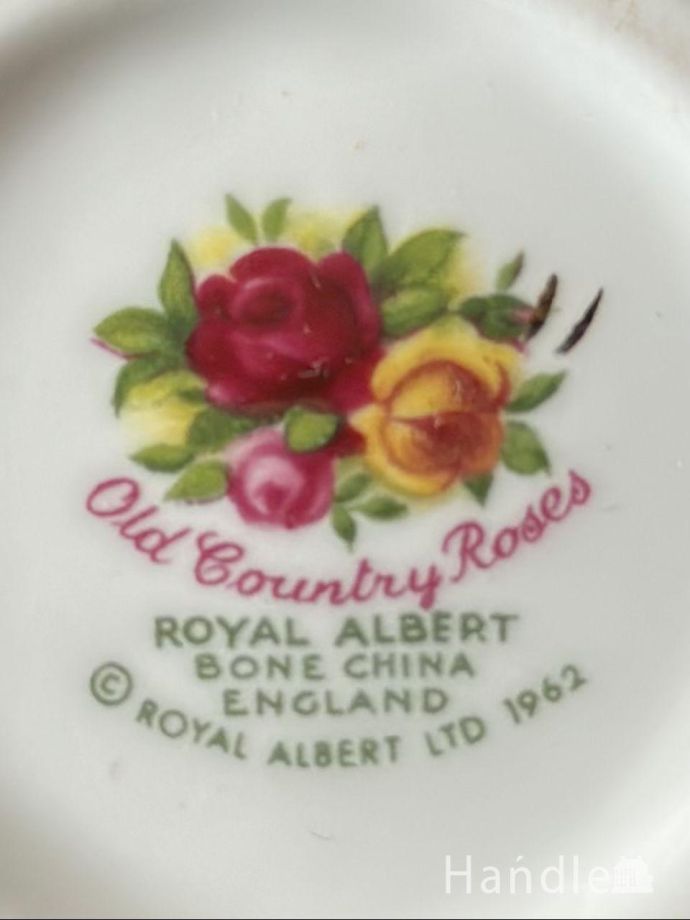 Old Country Roses
ROYAL ALBERT
BONE CHINA
ENGLAND
© ROYAL ALBERT LTD 1962
Handle